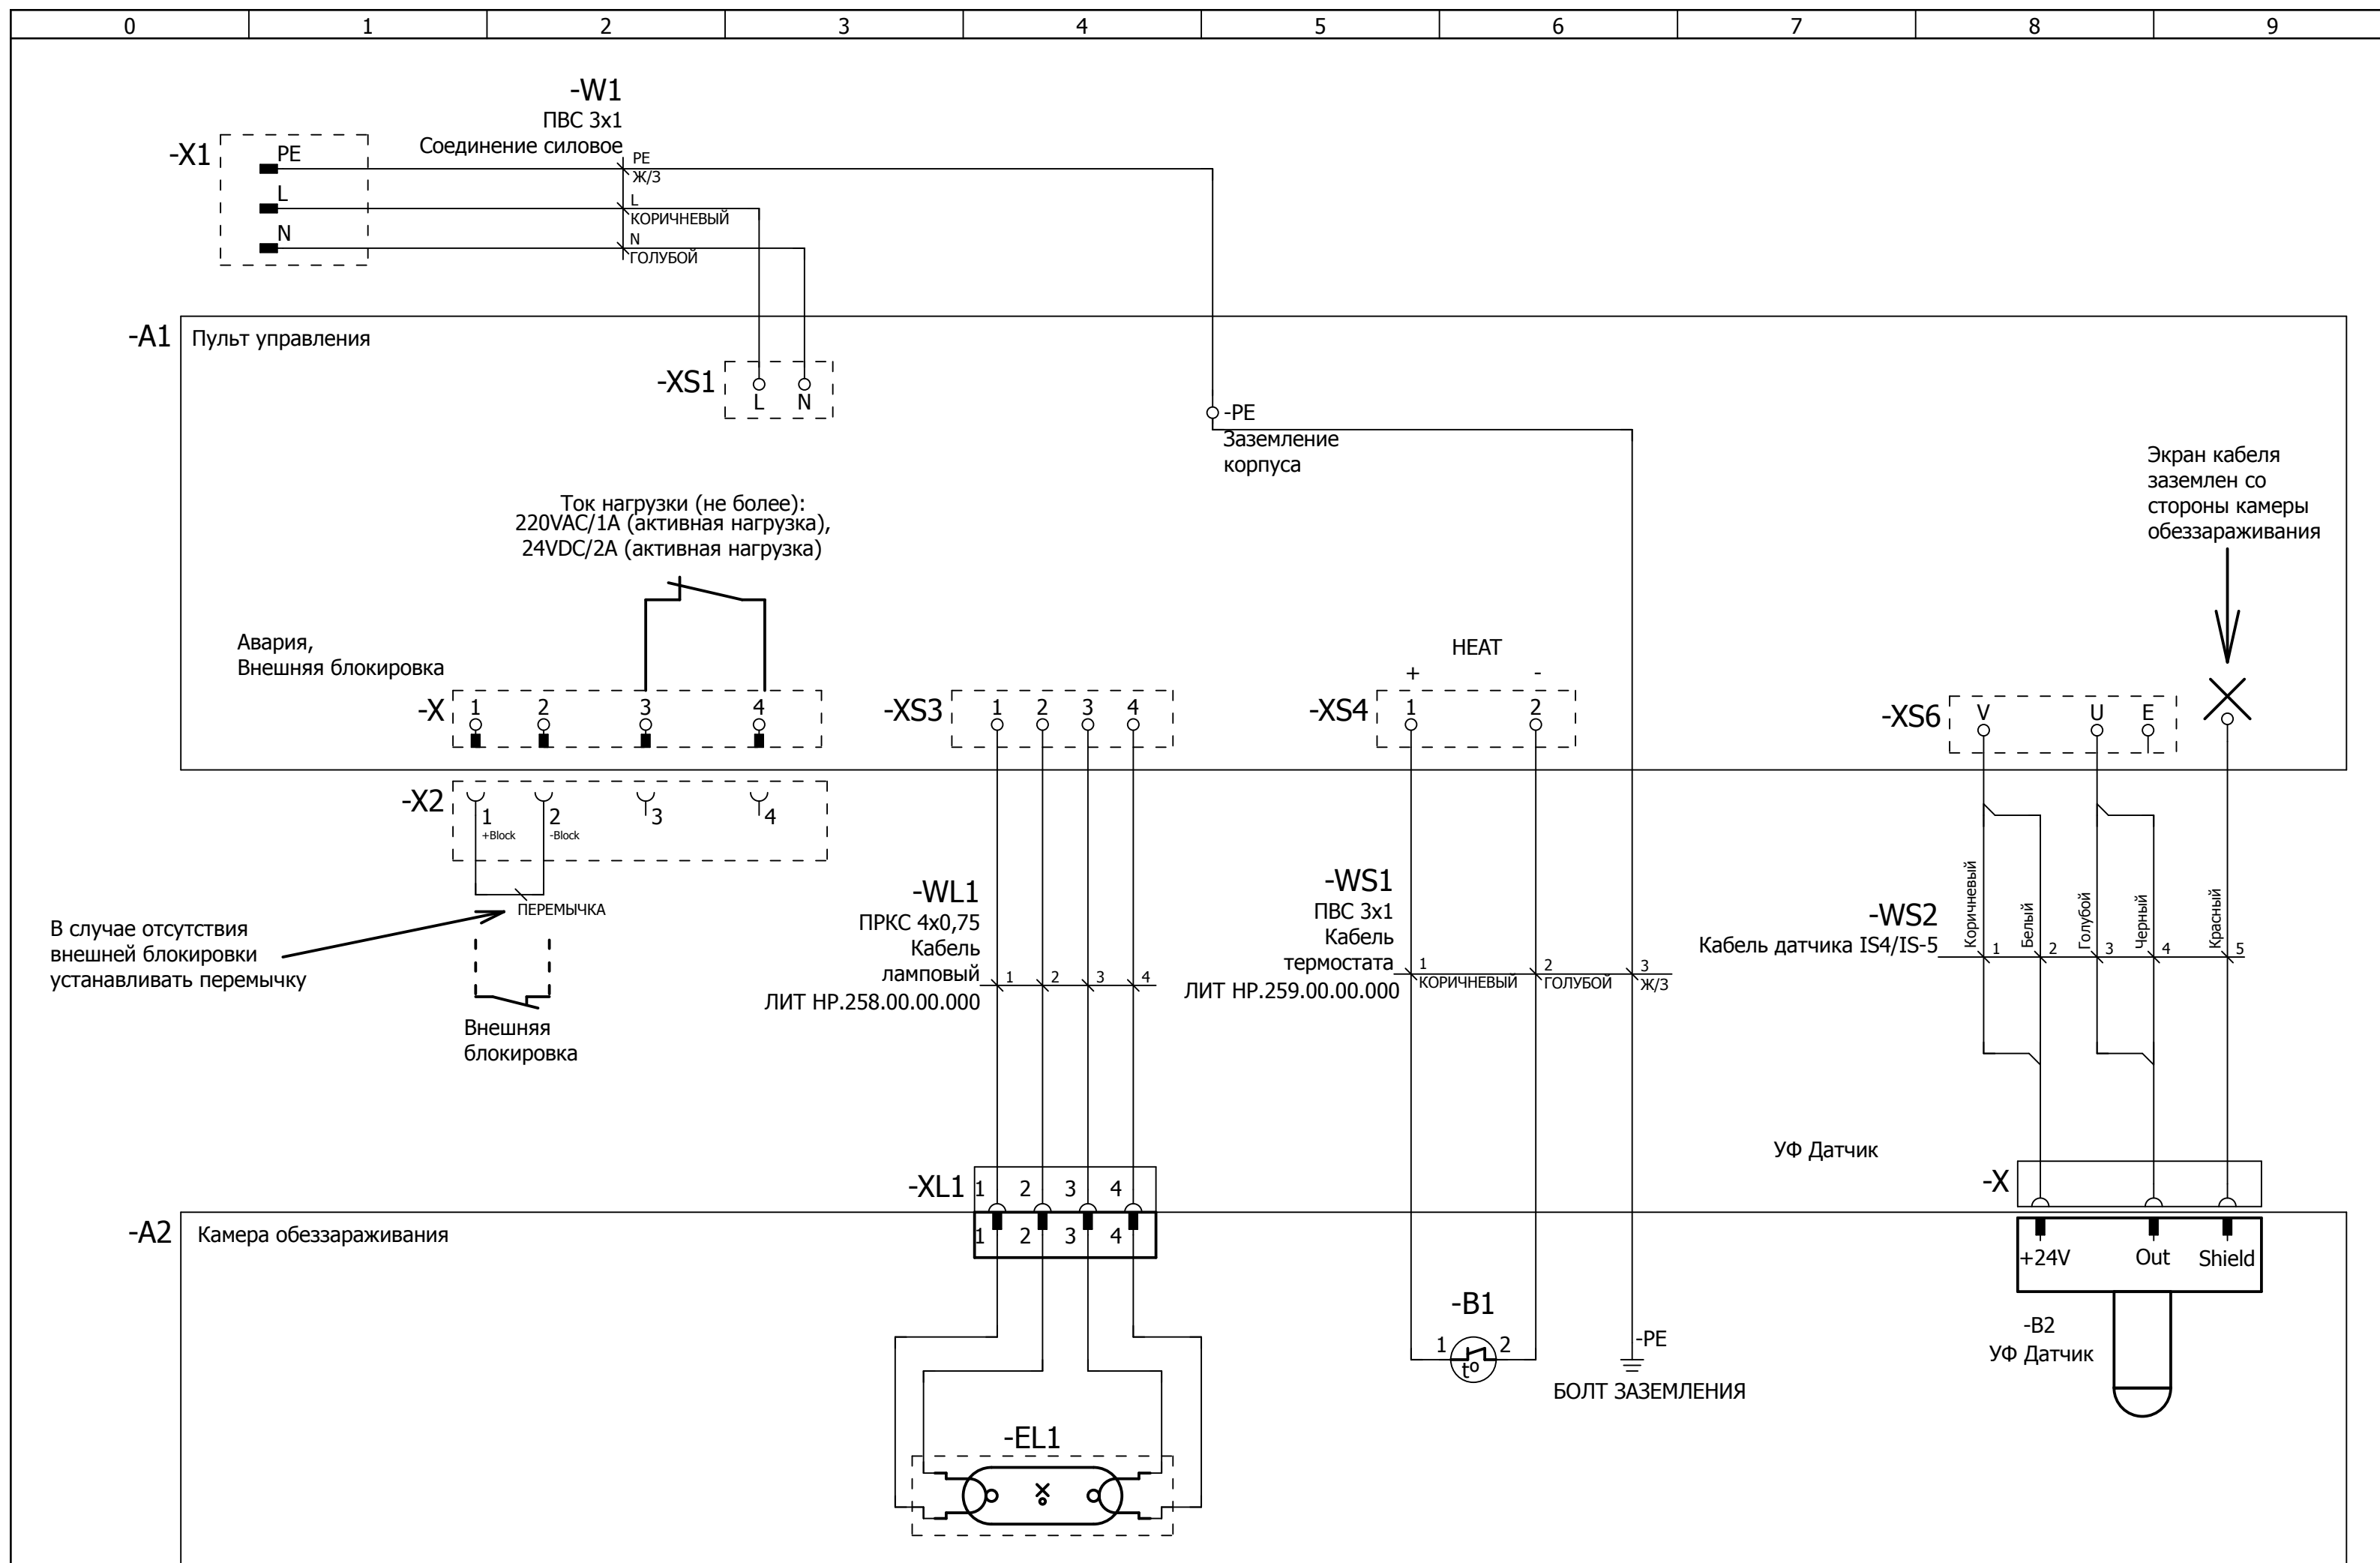 0 1 2 3 4 5 6 7 8 9
-W1
ПВС 3x1
Соединение силовое
-X1
PE
L
N
PE
Ж/З
L
КОРИЧНЕВЫЙ
N
ГОЛУБОЙ
-A1
Пульт управления
-XS1
L N
-PE
Заземление
корпуса
Экран кабеля
заземлен со
стороны камеры
обеззараживания
Ток нагрузки (не более):
220VAC/1A (активная нагрузка),
24VDC/2A (активная нагрузка)
Авария,
Внешняя блокировка
-X
1 2 3 4
-XS3
1 2 3 4
HEAT
+ -
-XS4
1 2
-XS6
V U E
-X2
1 2 3 4
+Block -Block
ПЕРЕМЫЧКА
В случае отсутствия
внешней блокировки
устанавливать перемычку
Внешняя
блокировка
-WL1
ПРКС 4x0,75
Кабель
ламповый
ЛИТ НР.258.00.00.000
1 2 3 4
-WS1
ПВС 3x1
Кабель
термостата
ЛИТ НР.259.00.00.000
1 2 3
КОРИЧНЕВЫЙ ГОЛУБОЙ Ж/З
-WS2
Кабель датчика IS4/IS-5
Коричневый
Белый
Голубой
Черный
Красный
1 2 3 4 5
УФ Датчик
-X
-XL1
1 2 3 4
1 2 3 4
-A2
Камера обеззараживания
+24V Out Shield
-B1
1 2
t°
-PE
БОЛТ ЗАЗЕМЛЕНИЯ
-B2
УФ Датчик
-EL1